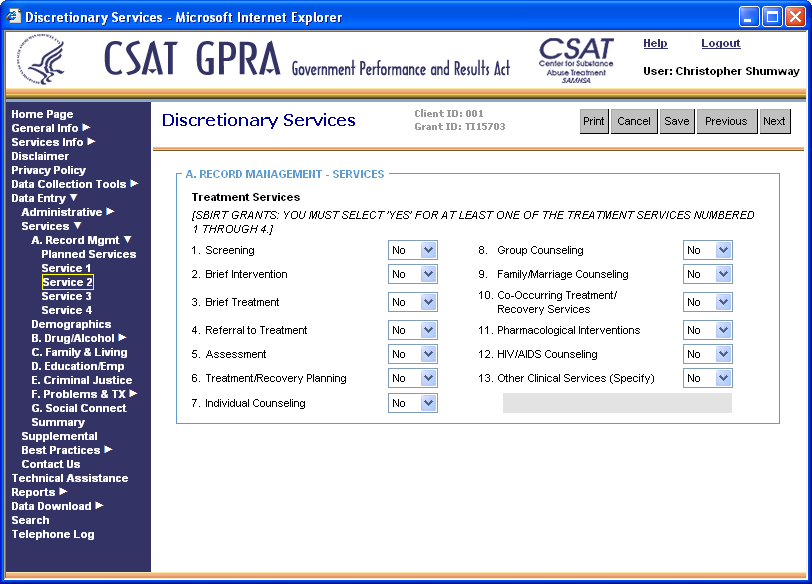 Discretionary Services - Microsoft Internet Explorer
CSAT GPRA Government Performance and Results Act
CSAT
Center for Substance
Abuse Treatment
SAMHSA
Help Logout
User: Christopher Shumway
Home Page
General Info
Services Info
Disclaimer
Privacy Policy
Data Collection Tools
Data Entry
Administrative
Services
A. Record Mgmt
Planned Services
Service 1
Service 2
Service 3
Service 4
Demographics
B. Drug/Alcohol
C. Family & Living
D. Education/Emp
E. Criminal Justice
F. Problems & TX
G. Social Connect
Summary
Supplemental
Best Practices
Contact Us
Technical Assistance
Reports
Data Download
Search
Telephone Log
Discretionary Services
Client ID: 001
Grant ID: TI15703
Print Cancel Save Previous Next
A. RECORD MANAGEMENT - SERVICES
Treatment Services
[SBIRT GRANTS: YOU MUST SELECT 'YES' FOR AT LEAST ONE OF THE TREATMENT SERVICES NUMBERED
1 THROUGH 4.]
1. Screening No
2. Brief Intervention No
3. Brief Treatment No
4. Referral to Treatment No
5. Assessment No
6. Treatment/Recovery Planning No
7. Individual Counseling No
8. Group Counseling No
9. Family/Marriage Counseling No
10. Co-Occurring Treatment/
Recovery Services No
11. Pharmacological Interventions No
12. HIV/AIDS Counseling No
13. Other Clinical Services (Specify) No